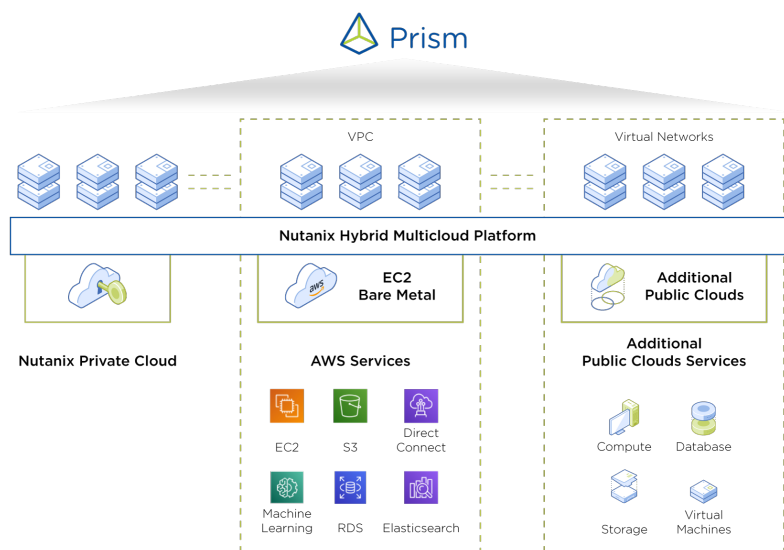 Prism
VPC
Virtual Networks
Nutanix Hybrid Multicloud Platform
aws
EC2
Bare Metal
Additional
Public Clouds
Nutanix Private Cloud
AWS Services
Additional
Public Clouds Services
EC2
S3
Direct
Connect
Compute
Database
Machine
Learning
RDS
Elasticsearch
Storage
Virtual
Machines